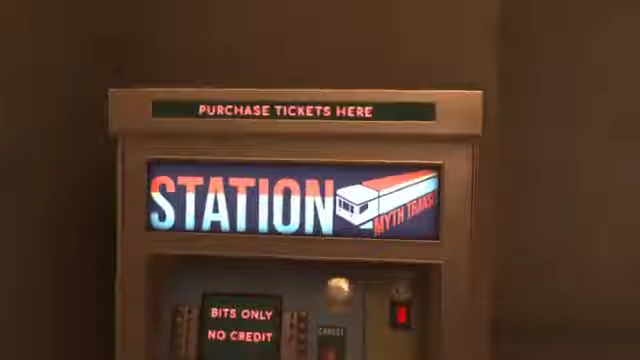 PURCHASE TICKETS HERE
STATION
MYTH TRANSIT
BITS ONLY
NO CREDIT
CANCEL